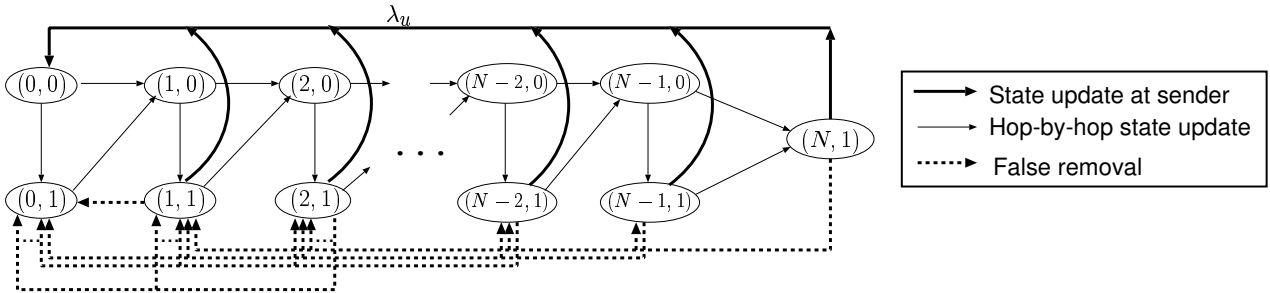 λu
(0,0) (1,0) (2,0) (N−2,0) (N−1,0)
(N,1)
(0,1) (1,1) (2,1) . . . (N−2,1) (N−1,1)
State update at sender
Hop-by-hop state update
False removal